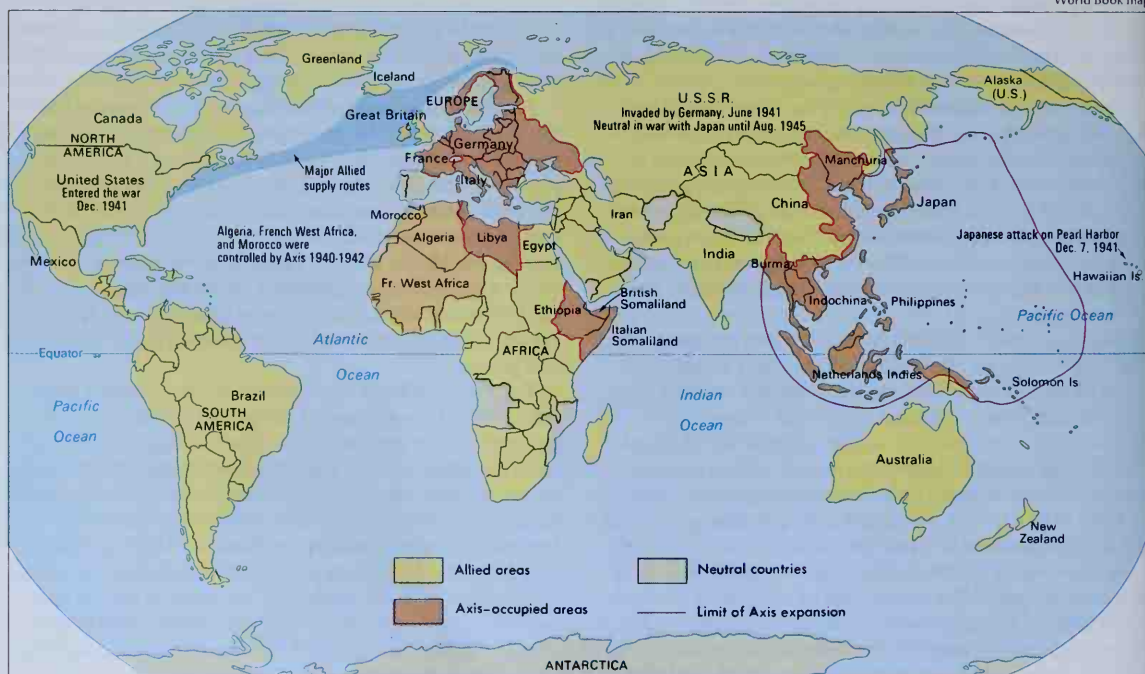 World Book map
Greenland
Iceland
Alaska
(U.S.)
EUROPE
U.S.S.R.
Invaded by Germany, June 1941
Neutral in war with Japan until Aug. 1945
Canada
NORTH
AMERICA
Great Britain
Germany
France
Italy
Manchuria
ASIA
United States
Entered the war
Dec. 1941
Major Allied
supply routes
China
Japan
Morocco
Iran
Algeria, French West Africa,
and Morocco were
controlled by Axis 1940-1942
Algeria
Libya
Egypt
India
Japanese attack on Pearl Harbor
Dec. 7, 1941
Mexico
Burma
Hawaiian Is
Fr. West Africa
British
Somaliland
Ethiopia
Indochina
Philippines
Pacific Ocean
Italian
Somaliland
Atlantic
Ocean
Equator
AFRICA
Netherlands Indies
Solomon Is
Brazil
Pacific
Ocean
SOUTH
AMERICA
Indian
Ocean
Australia
New
Zealand
Allied areas
Neutral countries
Axis-occupied areas
Limit of Axis expansion
ANTARCTICA